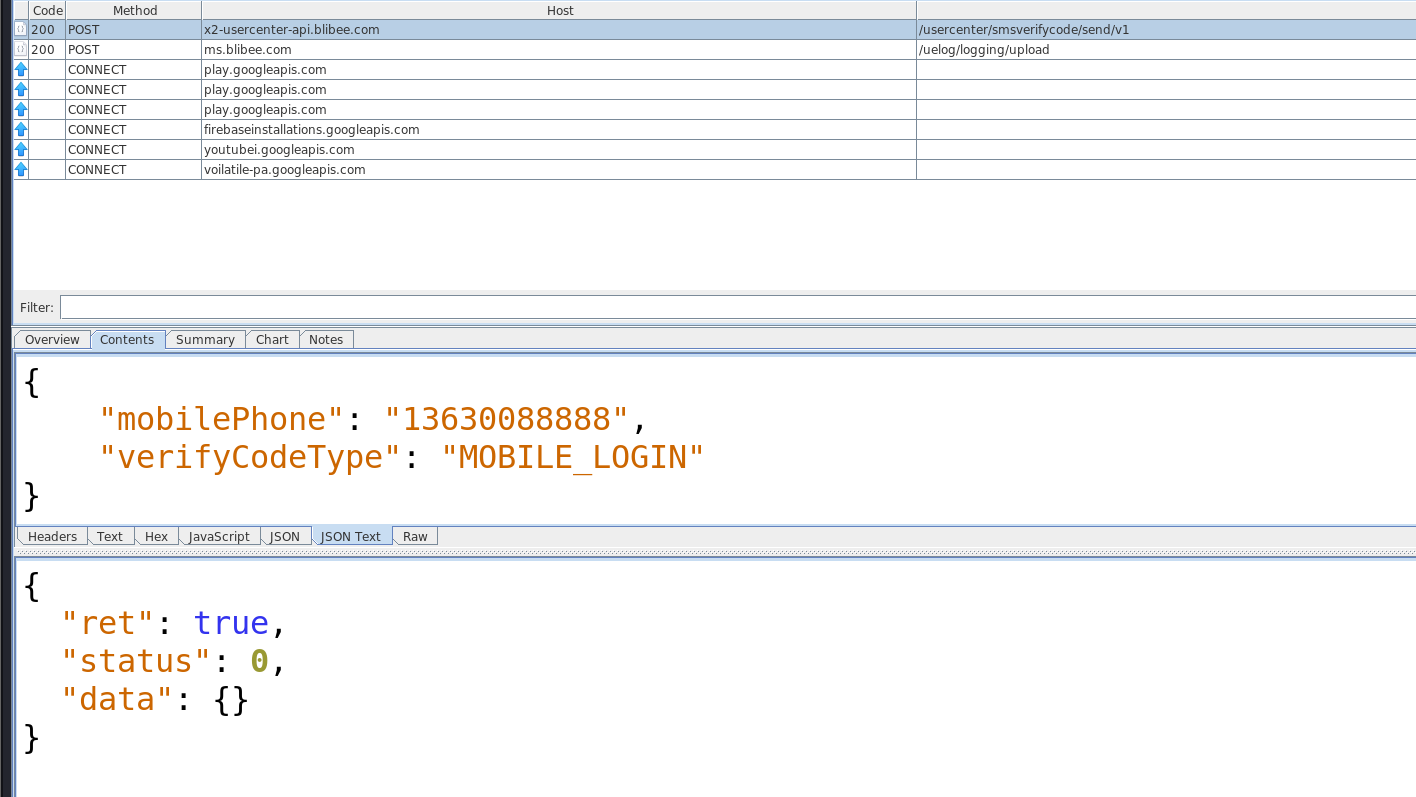 Code Method Host
200 POST x2-usercenter-api.blibee.com /usercenter/smsverifycode/send/v1
200 POST ms.blibee.com /uelog/logging/upload
CONNECT play.googleapis.com
CONNECT play.googleapis.com
CONNECT play.googleapis.com
CONNECT firebaseinstallations.googleapis.com
CONNECT youtubei.googleapis.com
CONNECT voilatile-pa.googleapis.com
Filter:
Overview Contents Summary Chart Notes
{
"mobilePhone": "13630088888",
"verifyCodeType": "MOBILE_LOGIN"
}
Headers Text Hex JavaScript JSON JSON Text Raw
{
"ret": true,
"status": 0,
"data": {}
}